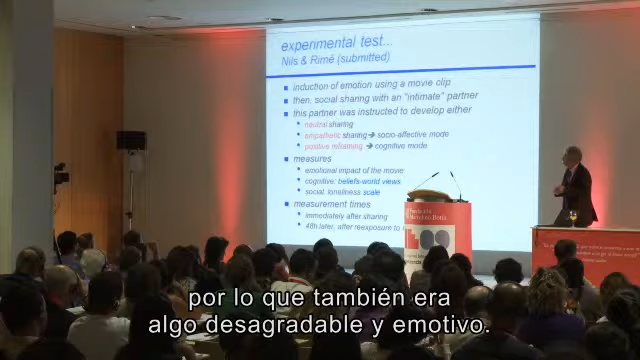 experimental test...
Nils & Rimé (submitted)
induction of emotion using a movie clip
then, social sharing with an "intimate" partner
this partner was instructed to develop either
neutral sharing
empathetic sharing → socio-affective mode
positive reframing → cognitive mode
measures
emotional impact of the movie
cognitive: beliefs-world views
social: loneliness scale
measurement times
immediately after sharing
48h later, after reexposure to
Fundación
Botín
por lo que también era
algo desagradable y emotivo.